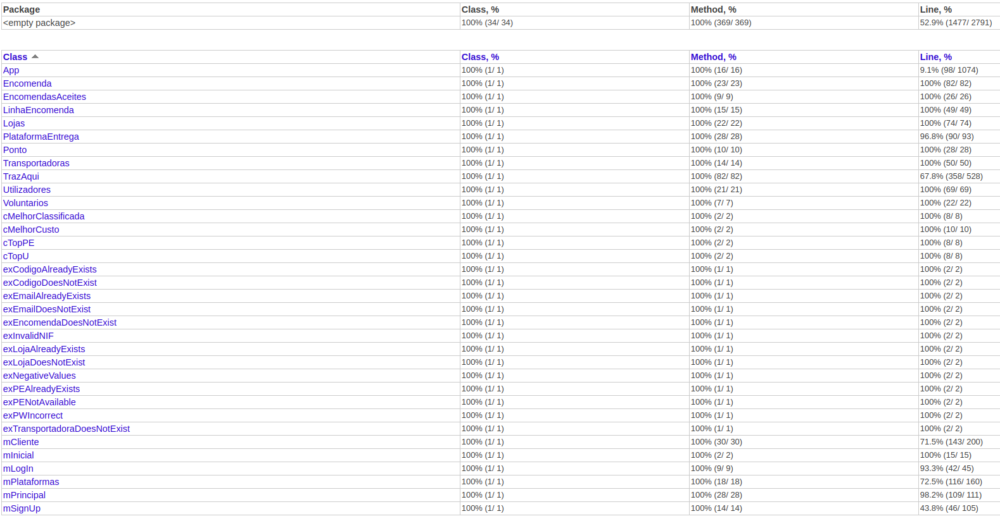 Package Class, % Method, % Line, %
<empty package> 100% (34/ 34) 100% (369/ 369) 52.9% (1477/ 2791)
Class Class, % Method, % Line, %
App 100% (1/ 1) 100% (16/ 16) 9.1% (98/ 1074)
Encomenda 100% (1/ 1) 100% (23/ 23) 100% (82/ 82)
EncomendasAceites 100% (1/ 1) 100% (9/ 9) 100% (26/ 26)
LinhaEncomenda 100% (1/ 1) 100% (15/ 15) 100% (49/ 49)
Lojas 100% (1/ 1) 100% (22/ 22) 100% (74/ 74)
PlataformaEntrega 100% (1/ 1) 100% (28/ 28) 96.8% (90/ 93)
Ponto 100% (1/ 1) 100% (10/ 10) 100% (28/ 28)
Transportadoras 100% (1/ 1) 100% (14/ 14) 100% (50/ 50)
TrazAqui 100% (1/ 1) 100% (82/ 82) 67.8% (358/ 528)
Utilizadores 100% (1/ 1) 100% (21/ 21) 100% (69/ 69)
Voluntarios 100% (1/ 1) 100% (7/ 7) 100% (22/ 22)
cMelhorClassificada 100% (1/ 1) 100% (2/ 2) 100% (8/ 8)
cMelhorCusto 100% (1/ 1) 100% (2/ 2) 100% (10/ 10)
cTopPE 100% (1/ 1) 100% (2/ 2) 100% (8/ 8)
cTopU 100% (1/ 1) 100% (2/ 2) 100% (8/ 8)
exCodigoAlreadyExists 100% (1/ 1) 100% (1/ 1) 100% (2/ 2)
exCodigoDoesNotExist 100% (1/ 1) 100% (1/ 1) 100% (2/ 2)
exEmailAlreadyExists 100% (1/ 1) 100% (1/ 1) 100% (2/ 2)
exEmailDoesNotExist 100% (1/ 1) 100% (1/ 1) 100% (2/ 2)
exEncomendaDoesNotExist 100% (1/ 1) 100% (1/ 1) 100% (2/ 2)
exInvalidNIF 100% (1/ 1) 100% (1/ 1) 100% (2/ 2)
exLojaAlreadyExists 100% (1/ 1) 100% (1/ 1) 100% (2/ 2)
exLojaDoesNotExist 100% (1/ 1) 100% (1/ 1) 100% (2/ 2)
exNegativeValues 100% (1/ 1) 100% (1/ 1) 100% (2/ 2)
exPEAlreadyExists 100% (1/ 1) 100% (1/ 1) 100% (2/ 2)
exPENotAvailable 100% (1/ 1) 100% (1/ 1) 100% (2/ 2)
exPWIncorrect 100% (1/ 1) 100% (1/ 1) 100% (2/ 2)
exTransportadoraDoesNotExist 100% (1/ 1) 100% (1/ 1) 100% (2/ 2)
mCliente 100% (1/ 1) 100% (30/ 30) 71.5% (143/ 200)
mInicial 100% (1/ 1) 100% (2/ 2) 100% (15/ 15)
mLogIn 100% (1/ 1) 100% (9/ 9) 93.3% (42/ 45)
mPlataformas 100% (1/ 1) 100% (18/ 18) 72.5% (116/ 160)
mPrincipal 100% (1/ 1) 100% (28/ 28) 98.2% (109/ 111)
mSignUp 100% (1/ 1) 100% (14/ 14) 43.8% (46/ 105)